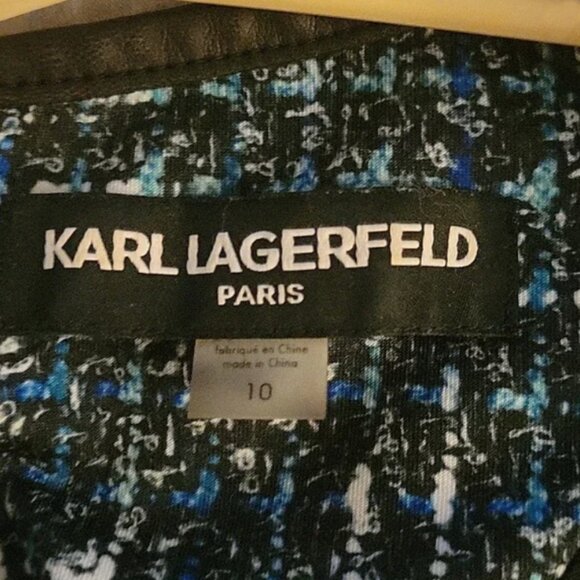 KARL LAGERFELD
PARIS
fabriqué en Chine
made in China
10